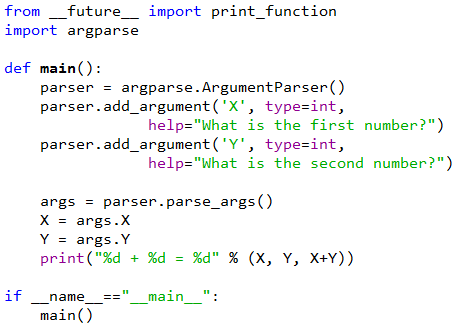 from __future__ import print_function
import argparse

def main():
    parser = argparse.ArgumentParser()
    parser.add_argument('X', type=int,
                help="What is the first number?")
    parser.add_argument('Y', type=int,
                help="What is the second number?")

    args = parser.parse_args()
    X = args.X
    Y = args.Y
    print("%d + %d = %d" % (X, Y, X+Y))

if __name__=="__main__":
    main()